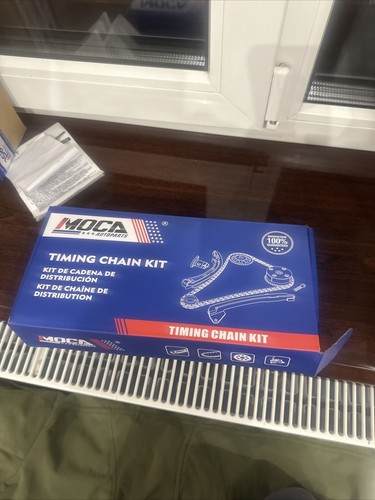 MOCA
®
AUTOPARTS
TIMING CHAIN KIT
KIT DE CADENA DE
DISTRIBUCIÓN
KIT DE CHAÎNE DE
DISTRIBUTION
100%
TIMING CHAIN KIT
MOCA